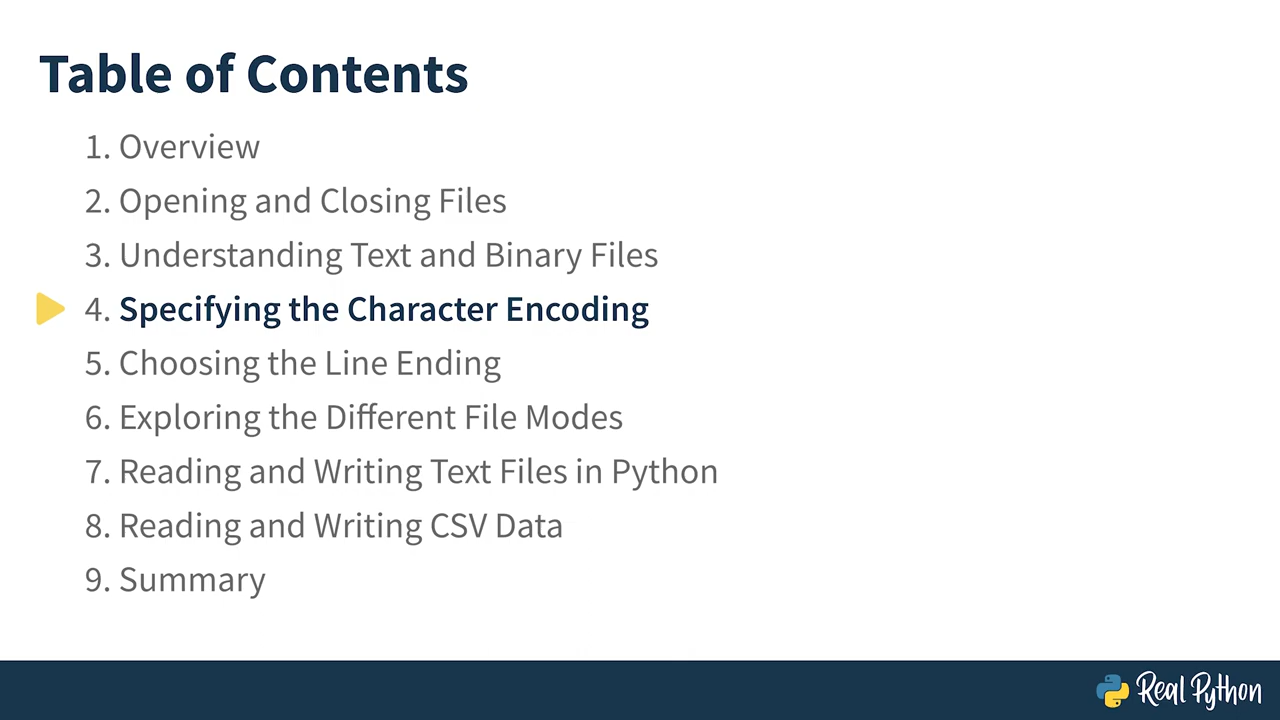 Table of Contents
1. Overview
2. Opening and Closing Files
3. Understanding Text and Binary Files
4. Specifying the Character Encoding
5. Choosing the Line Ending
6. Exploring the Different File Modes
7. Reading and Writing Text Files in Python
8. Reading and Writing CSV Data
9. Summary
Real Python